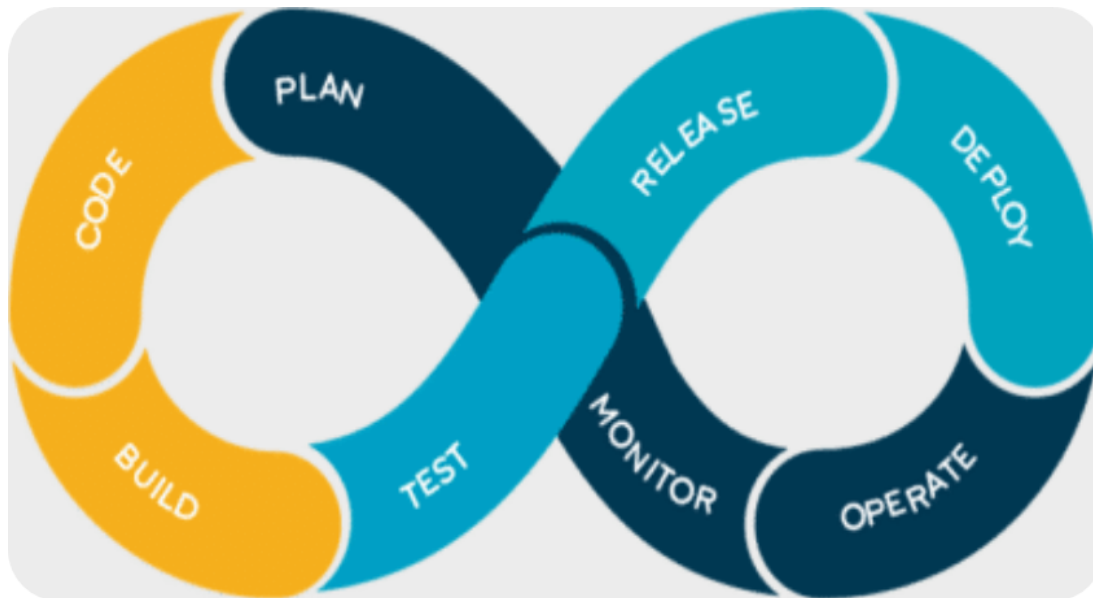 PLAN
CODE
BUILD
TEST
RELEASE
DEPLOY
OPERATE
MONITOR